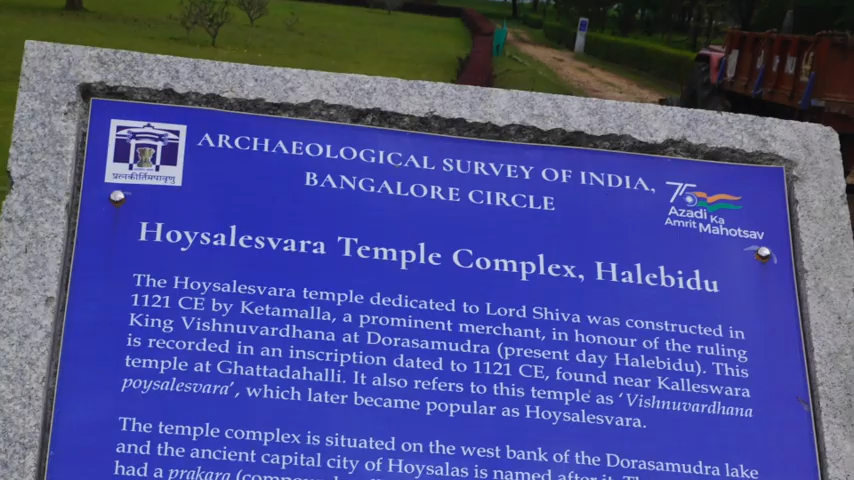 ARCHAEOLOGICAL SURVEY OF INDIA,
BANGALORE CIRCLE
प्रत्नकीर्तिमपावृणु
75
Azadi Ka
Amrit Mahotsav
Hoysalesvara Temple Complex, Halebidu
The Hoysalesvara temple dedicated to Lord Shiva was constructed in
1121 CE by Ketamalla, a prominent merchant, in honour of the ruling
King Vishnuvardhana at Dorasamudra (present day Halebidu). This
is recorded in an inscription dated to 1121 CE, found near Kalleswara
temple at Ghattadahalli. It also refers to this temple as ‘Vishnuvardhana
poysalesvara’, which later became popular as Hoysalesvara.
The temple complex is situated on the west bank of the Dorasamudra lake
and the ancient capital city of Hoysalas is named after it.
had a prakara